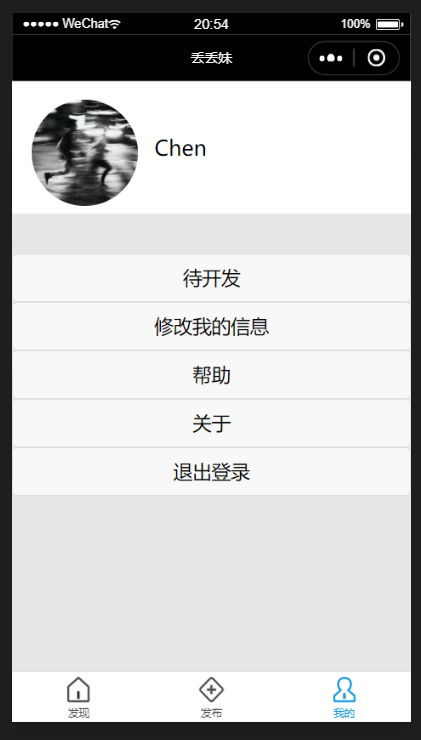 WeChat 20:54 100%
丢丢妹
Chen
待开发
修改我的信息
帮助
关于
退出登录
发现 发布 我的